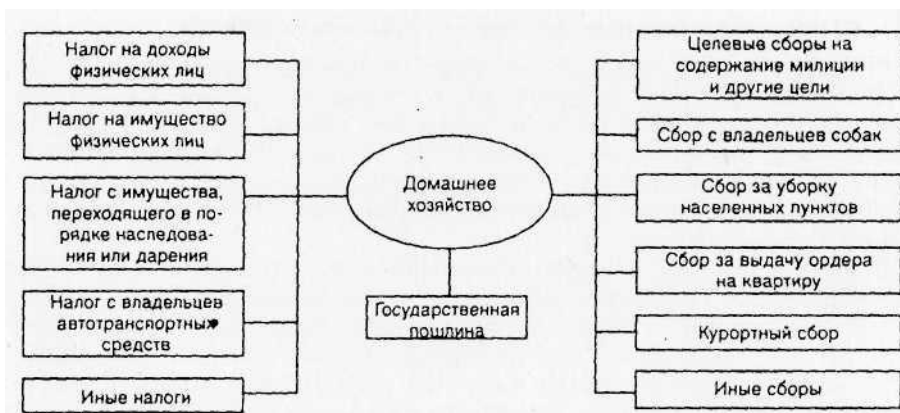 Налог на доходы
физических лиц
Налог на имущество
физических лиц
Налог с имущества,
переходящего в по-
рядке наследова-
ния или дарения
Налог с владельцев
автотранспортных
средств
Иные налоги
Домашнее
хозяйство
Государственная
пошлина
Целевые сборы на
содержание милиции
и другие цели
Сбор с владельцев собак
Сбор за уборку
населенных пунктов
Сбор за выдачу ордера
на квартиру
Курортный сбор
Иные сборы